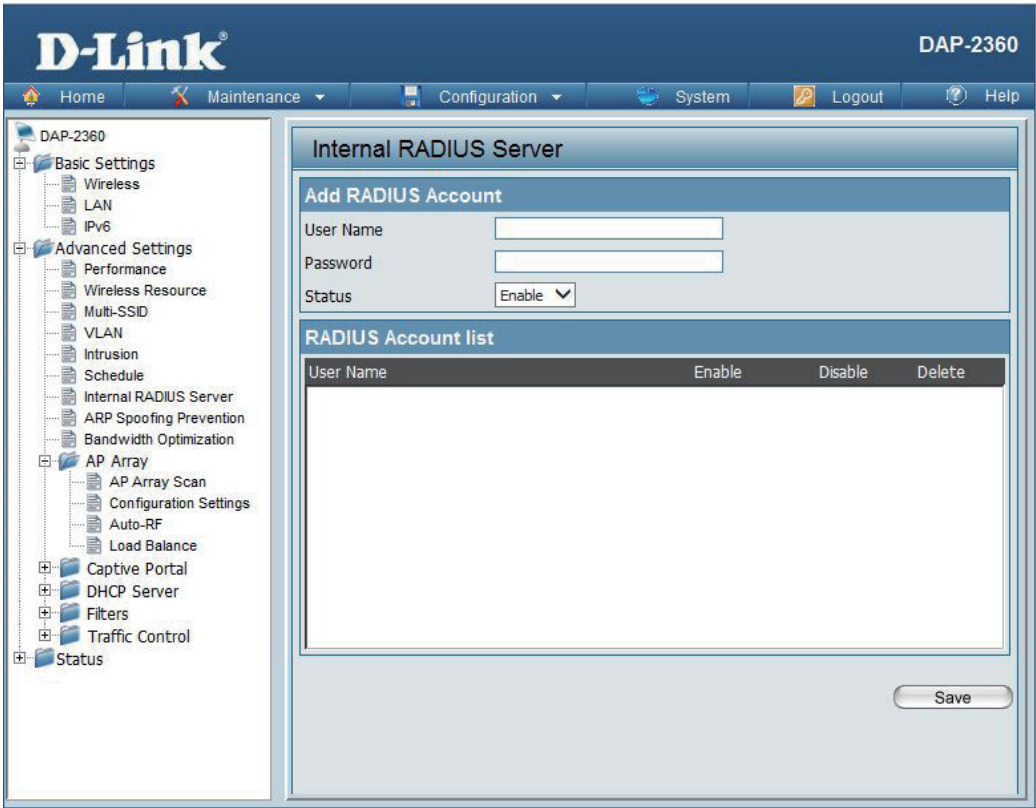 D-Link®
DAP-2360
Home
Maintenance
Configuration
System
Logout
Help
DAP-2360
Basic Settings
Wireless
LAN
IPv6
Advanced Settings
Performance
Wireless Resource
Multi-SSID
VLAN
Intrusion
Schedule
Internal RADIUS Server
ARP Spoofing Prevention
Bandwidth Optimization
AP Array
AP Array Scan
Configuration Settings
Auto-RF
Load Balance
Captive Portal
DHCP Server
Filters
Traffic Control
Status
Internal RADIUS Server
Add RADIUS Account
User Name
Password
Status
Enable
RADIUS Account list
User Name Enable Disable Delete
Save